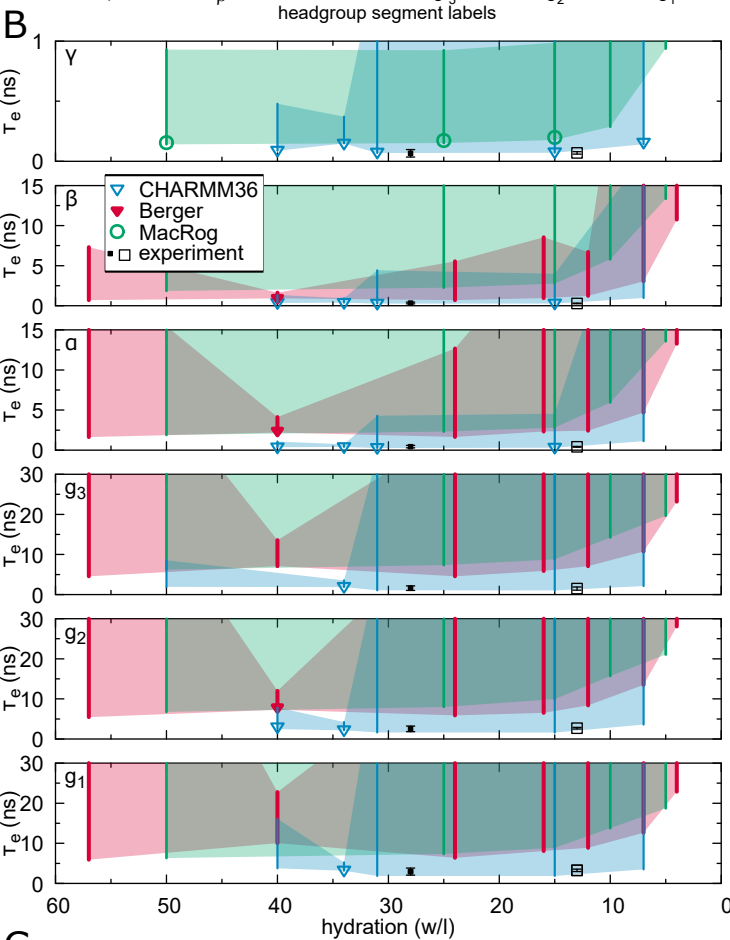 headgroup segment labels
B
γ
τe (ns)
1
0
β
τe (ns)
15
10
5
0
CHARMM36
Berger
MacRog
experiment
α
τe (ns)
15
10
5
0
g3
τe (ns)
30
20
10
0
g2
τe (ns)
30
20
10
0
g1
τe (ns)
30
20
10
0
60 50 40 30 20 10 0
hydration (w/l)